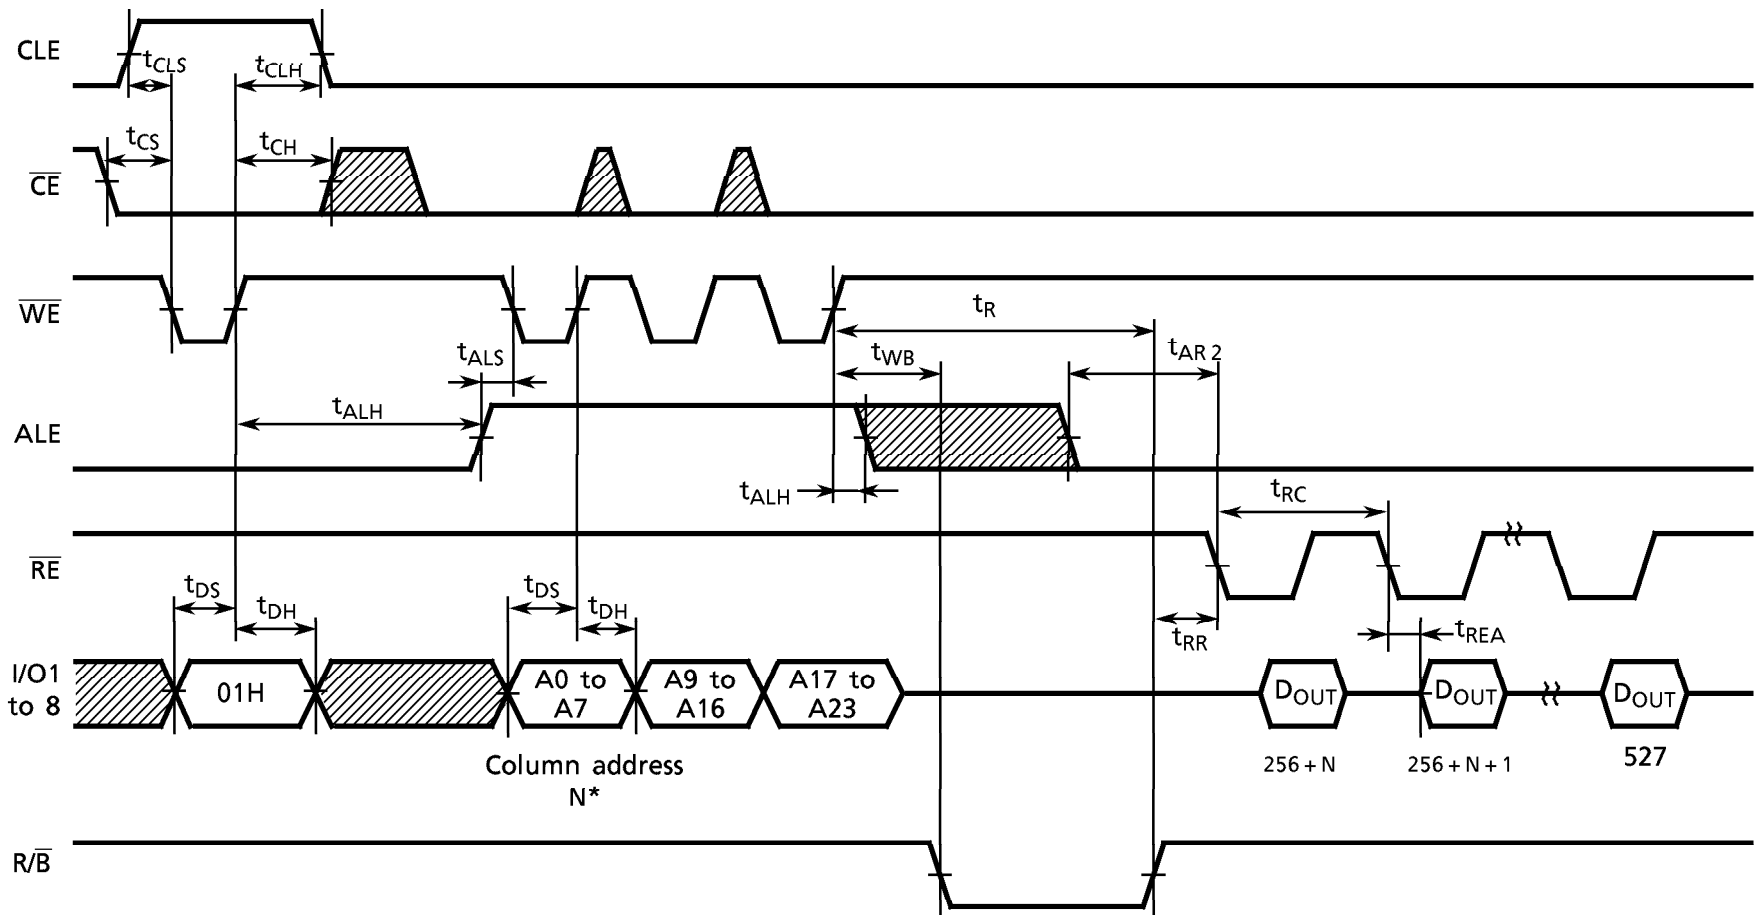 CLE
tCLS
tCLH
CE
tCS
tCH
WE
tR
tALS
tWB
tAR 2
ALE
tALH
tALH
tRC
RE
tDS
tDH
tDS
tDH
tRR
tREA
I/O1
to 8
01H
A0 to
A7
A9 to
A16
A17 to
A23
DOUT
DOUT
DOUT
Column address
N*
256 + N
256 + N + 1
527
R/B